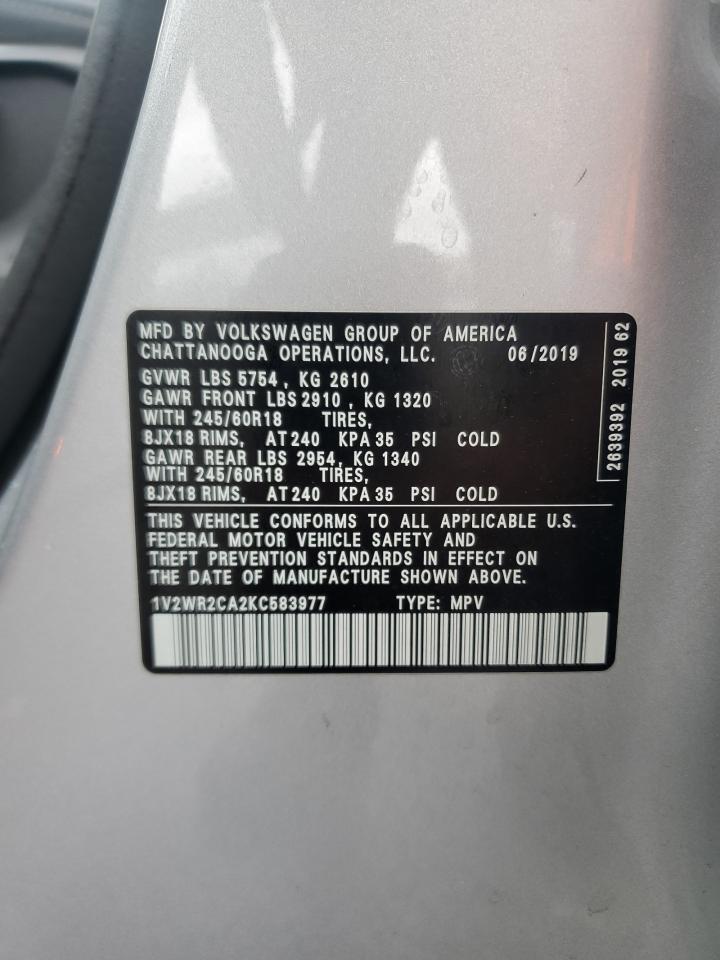 MFD BY VOLKSWAGEN GROUP OF AMERICA
CHATTANOOGA OPERATIONS, LLC. 06/2019
GVWR LBS 5754, KG 2610
GAWR FRONT LBS 2910, KG 1320
WITH 245/60R18 TIRES,
8JX18 RIMS, AT 240 KPA 35 PSI COLD
GAWR REAR LBS 2954, KG 1340
WITH 245/60R18 TIRES,
8JX18 RIMS, AT 240 KPA 35 PSI COLD
THIS VEHICLE CONFORMS TO ALL APPLICABLE U.S.
FEDERAL MOTOR VEHICLE SAFETY AND
THEFT PREVENTION STANDARDS IN EFFECT ON
THE DATE OF MANUFACTURE SHOWN ABOVE.
1V2WR2CA2KC583977 TYPE: MPV
2639392 2019 62